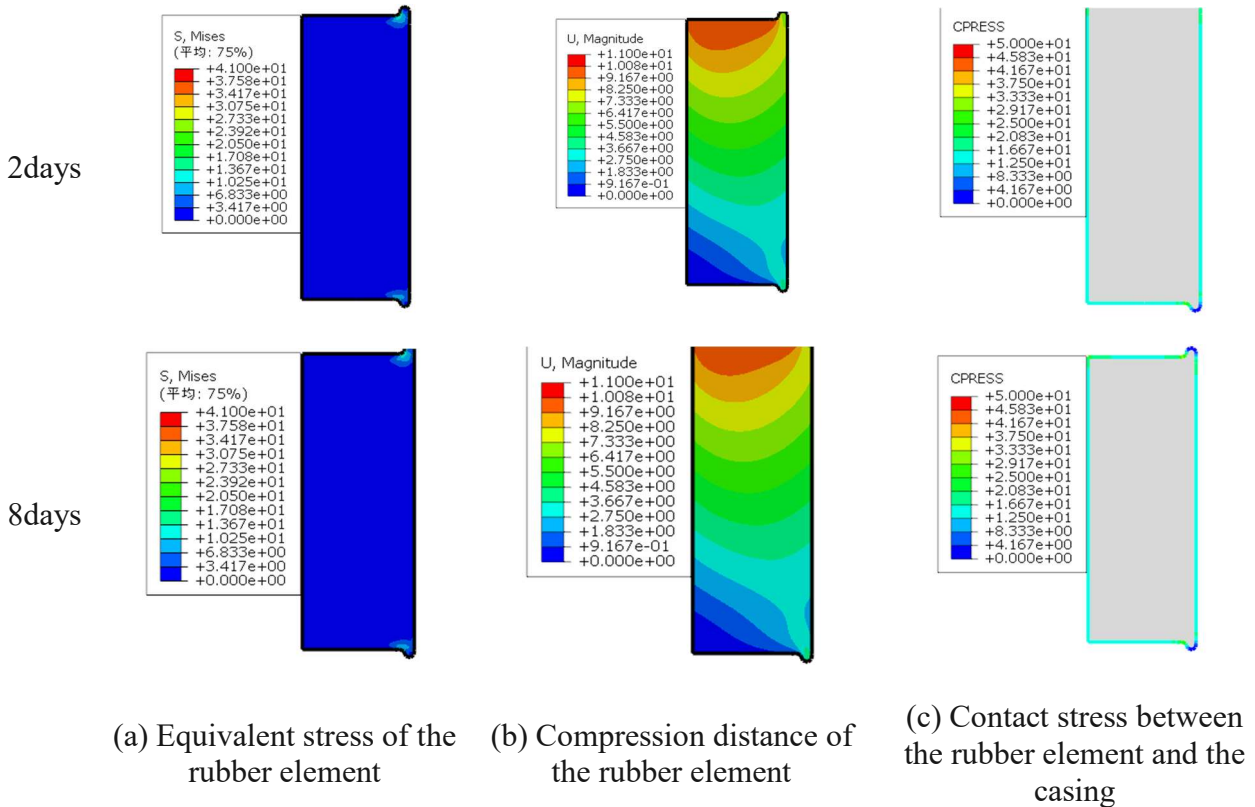 2days
S, Mises
(平均: 75%)
+4.100e+01
+3.758e+01
+3.417e+01
+3.075e+01
+2.733e+01
+2.392e+01
+2.050e+01
+1.708e+01
+1.367e+01
+1.025e+01
+6.833e+00
+3.417e+00
+0.000e+00
U, Magnitude
+1.100e+01
+1.008e+01
+9.167e+00
+8.250e+00
+7.333e+00
+6.417e+00
+5.500e+00
+4.583e+00
+3.667e+00
+2.750e+00
+1.833e+00
+9.167e-01
+0.000e+00
CPRESS
+5.000e+01
+4.583e+01
+4.167e+01
+3.750e+01
+3.333e+01
+2.917e+01
+2.500e+01
+2.083e+01
+1.667e+01
+1.250e+01
+8.333e+00
+4.167e+00
+0.000e+00
8days
S, Mises
(平均: 75%)
+4.100e+01
+3.758e+01
+3.417e+01
+3.075e+01
+2.733e+01
+2.392e+01
+2.050e+01
+1.708e+01
+1.367e+01
+1.025e+01
+6.833e+00
+3.417e+00
+0.000e+00
U, Magnitude
+1.100e+01
+1.008e+01
+9.167e+00
+8.250e+00
+7.333e+00
+6.417e+00
+5.500e+00
+4.583e+00
+3.667e+00
+2.750e+00
+1.833e+00
+9.167e-01
+0.000e+00
CPRESS
+5.000e+01
+4.583e+01
+4.167e+01
+3.750e+01
+3.333e+01
+2.917e+01
+2.500e+01
+2.083e+01
+1.667e+01
+1.250e+01
+8.333e+00
+4.167e+00
+0.000e+00
(a) Equivalent stress of the
rubber element
(b) Compression distance of
the rubber element
(c) Contact stress between
the rubber element and the
casing